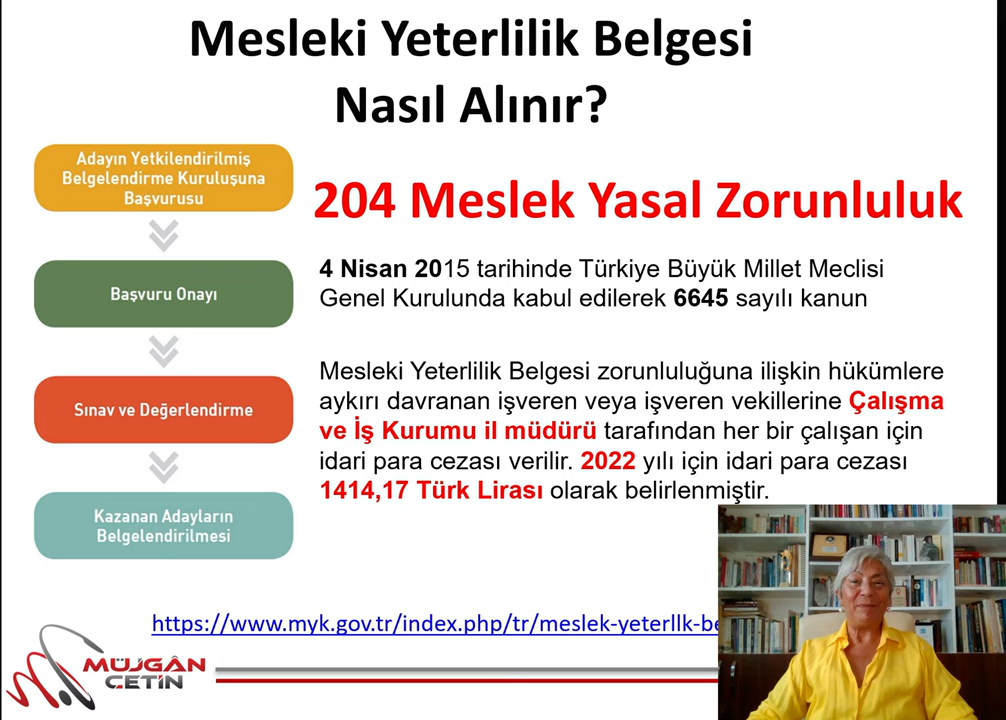 Mesleki Yeterlilik Belgesi
Nasıl Alınır?
Adayın Yetkilendirilmiş
Belgelendirme Kuruluşuna
Başvurusu
Başvuru Onayı
Sınav ve Değerlendirme
Kazanan Adayların
Belgelendirilmesi
204 Meslek Yasal Zorunluluk
4 Nisan 2015 tarihinde Türkiye Büyük Millet Meclisi
Genel Kurulunda kabul edilerek 6645 sayılı kanun
Mesleki Yeterlilik Belgesi zorunluluğuna ilişkin hükümlere
aykırı davranan işveren veya işveren vekillerine Çalışma
ve İş Kurumu il müdürü tarafından her bir çalışan için
idari para cezası verilir. 2022 yılı için idari para cezası
1414,17 Türk Lirası olarak belirlenmiştir.
https://www.myk.gov.tr/index.php/tr/meslek-yeterllk-be
MÜJGÂN
ÇETİN